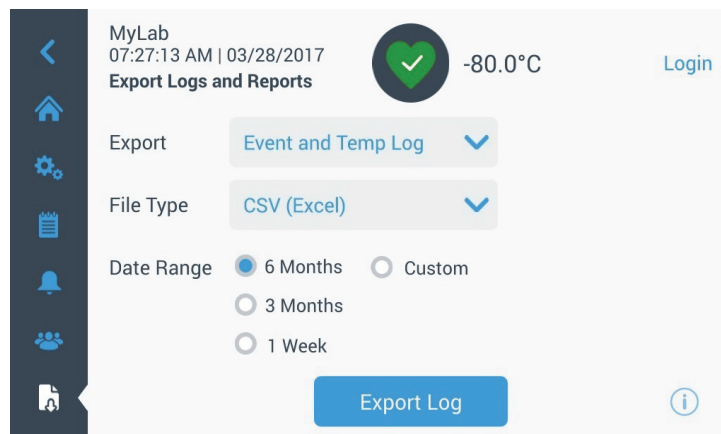 MyLab
07:27:13 AM | 03/28/2017
Export Logs and Reports
-80.0°C
Login
Export
Event and Temp Log
File Type
CSV (Excel)
Date Range
6 Months
Custom
3 Months
1 Week
Export Log